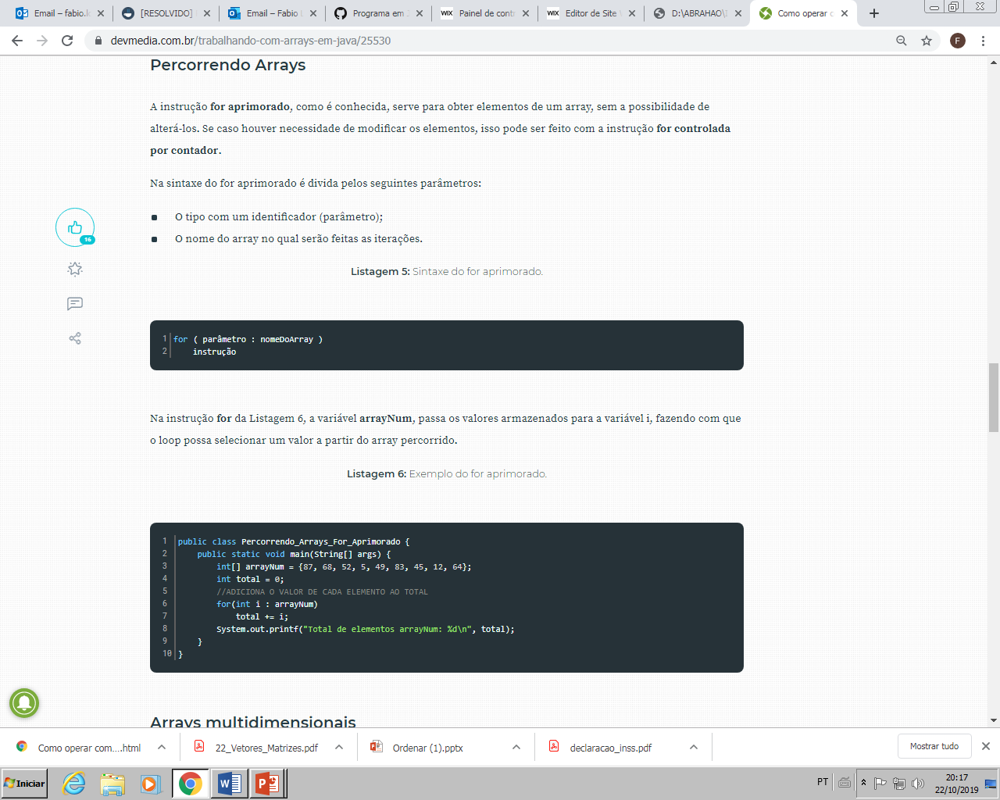 Email – fabio.l
[RESOLVIDO]
Email – Fabio
Programa em
WIX Painel de cont
WIX Editor de Site
D:\ABRAHAO\
Como operar c
devmedia.com.br/trabalhando-com-arrays-em-java/25530
F
Percorrendo Arrays
A instrução for aprimorado, como é conhecida, serve para obter elementos de um array, sem a possibilidade de
alterá-los. Se caso houver necessidade de modificar os elementos, isso pode ser feito com a instrução for controlada
por contador.
Na sintaxe do for aprimorado é divida pelos seguintes parâmetros:
O tipo com um identificador (parâmetro);
O nome do array no qual serão feitas as iterações.
16
Listagem 5: Sintaxe do for aprimorado.
1 for ( parâmetro : nomeDoArray )
2 instrução
Na instrução for da Listagem 6, a variável arrayNum, passa os valores armazenados para a variável i, fazendo com que
o loop possa selecionar um valor a partir do array percorrido.
Listagem 6: Exemplo do for aprimorado.
1 public class Percorrendo_Arrays_For_Aprimorado {
2 public static void main(String[] args) {
3 int[] arrayNum = {87, 68, 52, 5, 49, 83, 45, 12, 64};
4 int total = 0;
5 //ADICIONA O VALOR DE CADA ELEMENTO AO TOTAL
6 for(int i : arrayNum)
7 total += i;
8 System.out.printf("Total de elementos arrayNum: %d\n", total);
9 }
10 }
Arrays multidimensionais
Como operar com....html
22_Vetores_Matrizes.pdf
Ordenar (1).pptx
declaracao_inss.pdf
Mostrar tudo
Iniciar
PT
20:17
22/10/2019